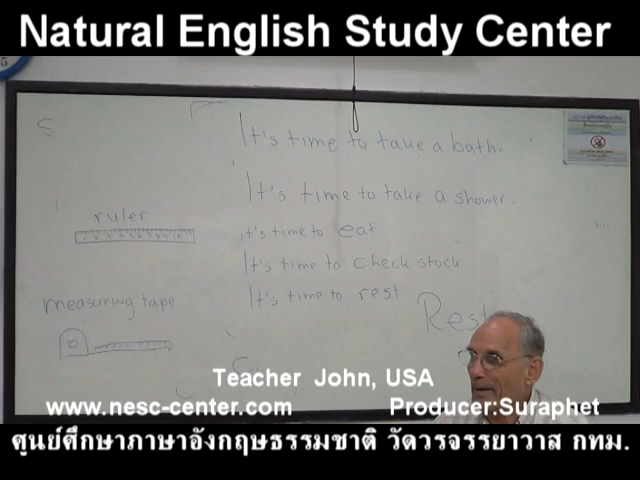 Natural English Study Center
It's time to take a bath.
It's time to take a shower.
ruler
It's time to eat
It's time to check stock
measuring tape
It's time to rest
Rest
Teacher John, USA
www.nesc-center.com Producer:Suraphet
ศูนย์ศึกษาภาษาอังกฤษธรรมชาติ วัดวรจรรยาวาส กทม.